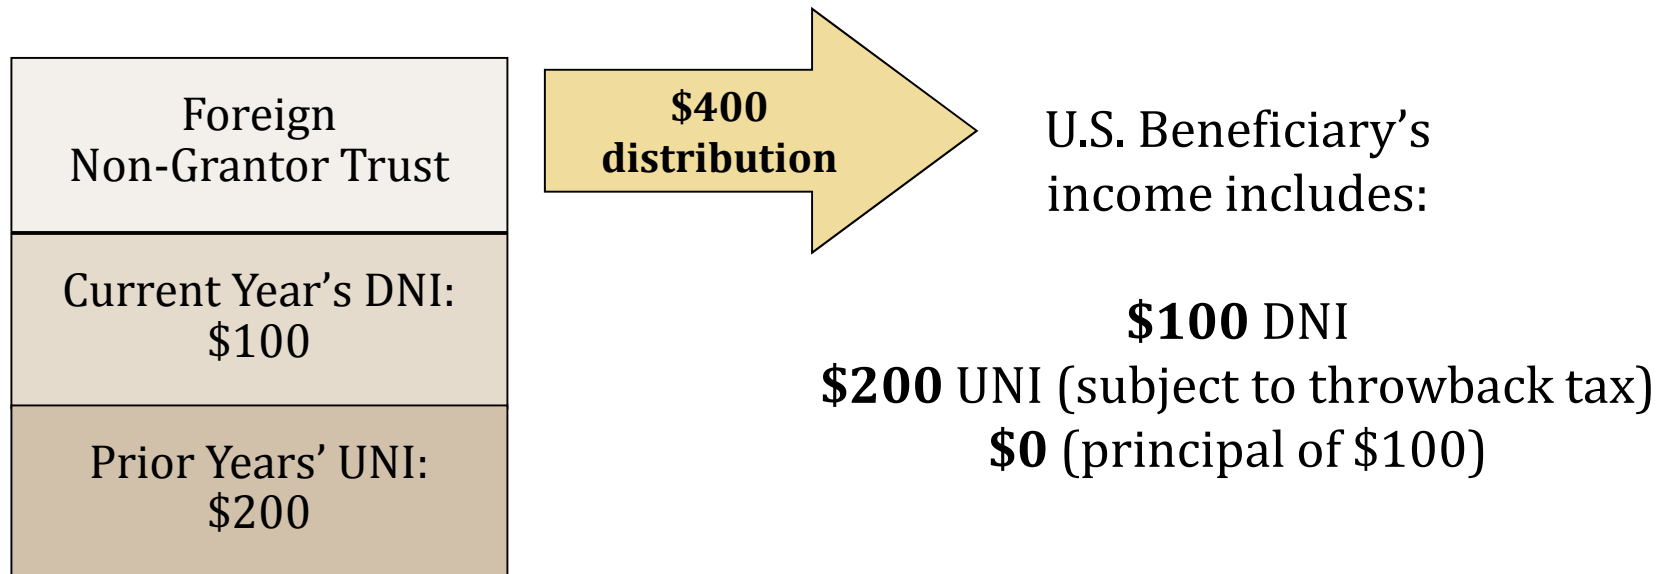 Foreign
Non-Grantor Trust
Current Year’s DNI:
$100
Prior Years’ UNI:
$200
$400
distribution
U.S. Beneficiary’s
income includes:
$100 DNI
$200 UNI (subject to throwback tax)
$0 (principal of $100)